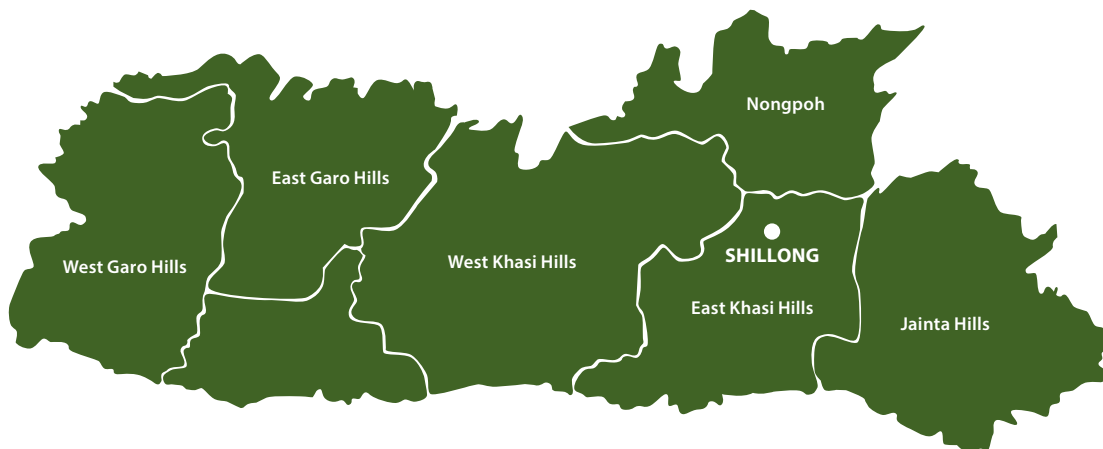 Nongpoh
East Garo Hills
West Garo Hills
West Khasi Hills
SHILLONG
East Khasi Hills
Jainta Hills